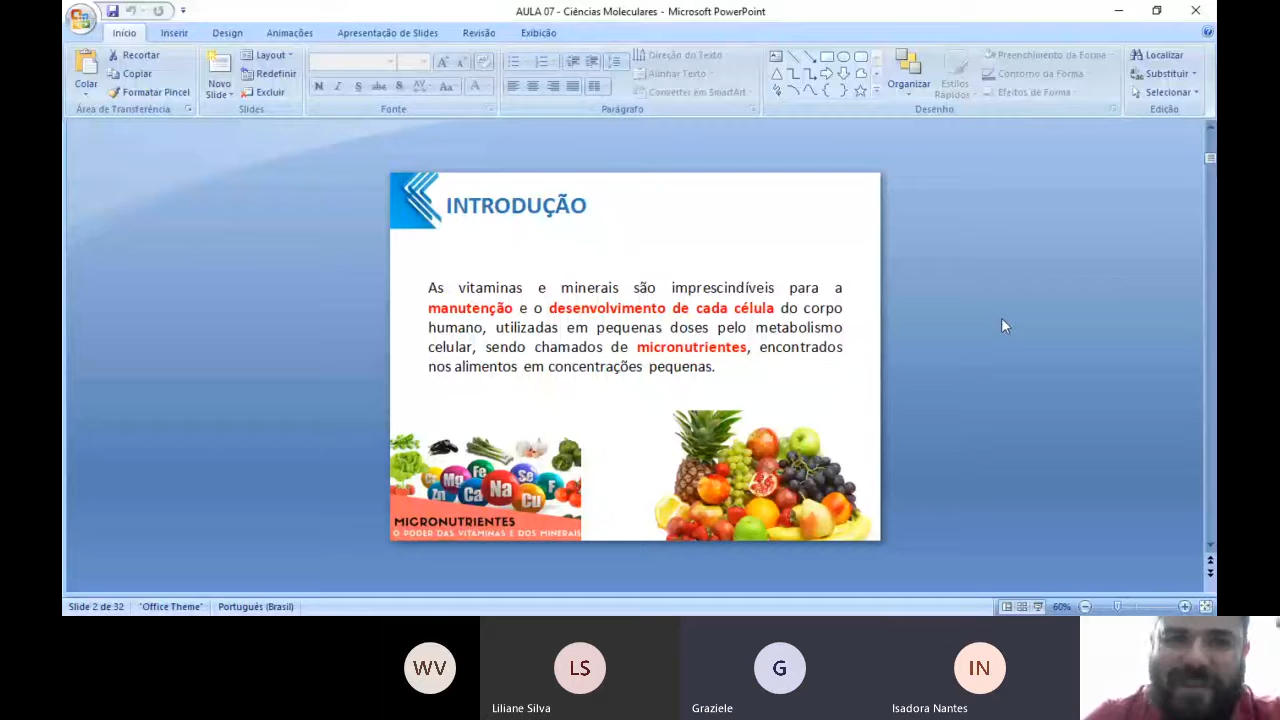 AULA 07 - Ciências Moleculares - Microsoft PowerPoint
Início Inserir Design Animações Apresentação de Slides Revisão Exibição
Colar
Recortar
Copiar
Formatar Pincel
Área de Transferência
Novo
Slide
Layout
Redefinir
Excluir
Slides
N I S abc S AV Aa A
Fonte
Direção do Texto
Alinhar Texto
Converter em SmartArt
Parágrafo
Organizar
Estilos
Rápidos
Preenchimento da Forma
Contorno da Forma
Efeitos de Forma
Desenho
Localizar
Substituir
Selecionar
Edição
INTRODUÇÃO
As vitaminas e minerais são imprescindíveis para a
manutenção e o desenvolvimento de cada célula do corpo
humano, utilizadas em pequenas doses pelo metabolismo
celular, sendo chamados de micronutrientes, encontrados
nos alimentos em concentrações pequenas.
Mg Fe Se F
Zn Ca Na Cu
MICRONUTRIENTES
O PODER DAS VITAMINAS E DOS MINERAIS
Slide 2 de 32 "Office Theme" Português (Brasil) 60%
WV LS G IN
Liliane Silva Graziele Isadora Nantes